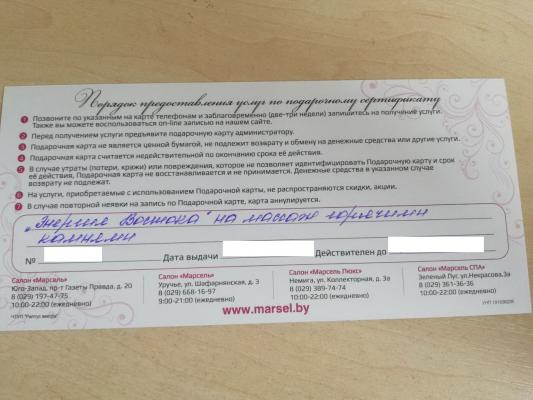 Порядок предоставления услуг по подарочному сертификату
1 Позвоните по указанным на карте телефонам и заблаговременно (две-три недели) запишитесь на получение услуги.
Также вы можете воспользоваться on-line записью на нашем сайте.
2 Перед получением услуги предъявите подарочную карту администратору.
3 Подарочная карта не является ценной бумагой, не подлежит возврату и обмену на денежные средства или другие услуги.
4 Подарочная карта считается недействительной по окончанию срока её действия.
5 В случае утраты (потери, кражи) или повреждения, которое не позволяет идентифицировать Подарочную карту и срок
её действия, Подарочная карта не восстанавливается и не принимается. Денежные средства в указанном случае
возврату не подлежат.
6 На услуги, приобретаемые с использованием Подарочной карты, не распространяются скидки, акции.
7 В случае повторной неявки на запись по Подарочной карте, карта аннулируется.
„Энергия Востока" на массаж горячими
камнями
№ Дата выдачи Действителен до
Салон «Марсель»
Юго-Запад, пр-т Газеты Правда, д. 20
8 (029) 197-47-75
10:00-22:00 (ежедневно)
Салон «Марсель»
Уручье, ул. Шафарнянская, д. 3
8 (029) 668-16-97
9:00-21:00 (ежедневно)
Салон «Марсель Люкс»
Немига, ул. Коллекторная, д. 3а
8 (029) 389-74-74
10:00-22:00 (ежедневно)
Салон «Марсель СПА»
Зеленый Луг, ул.Некрасова,3а
8 (029) 361-36-36
10:00-22:00 (ежедневно)
www.marsel.by